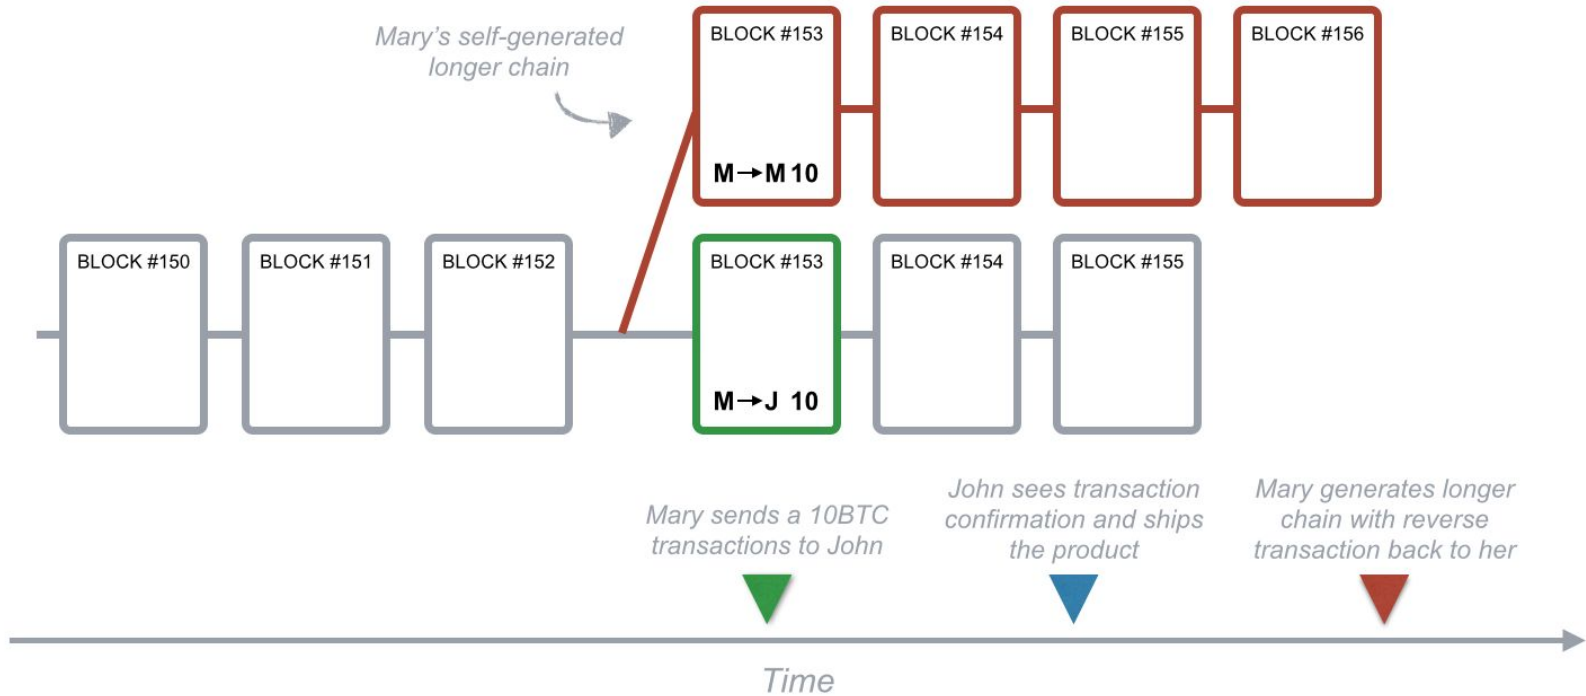 Mary's self-generated
longer chain
BLOCK #153
BLOCK #154
BLOCK #155
BLOCK #156
M→M 10
BLOCK #150
BLOCK #151
BLOCK #152
BLOCK #153
BLOCK #154
BLOCK #155
M→J 10
Mary sends a 10BTC
transactions to John
John sees transaction
confirmation and ships
the product
Mary generates longer
chain with reverse
transaction back to her
Time